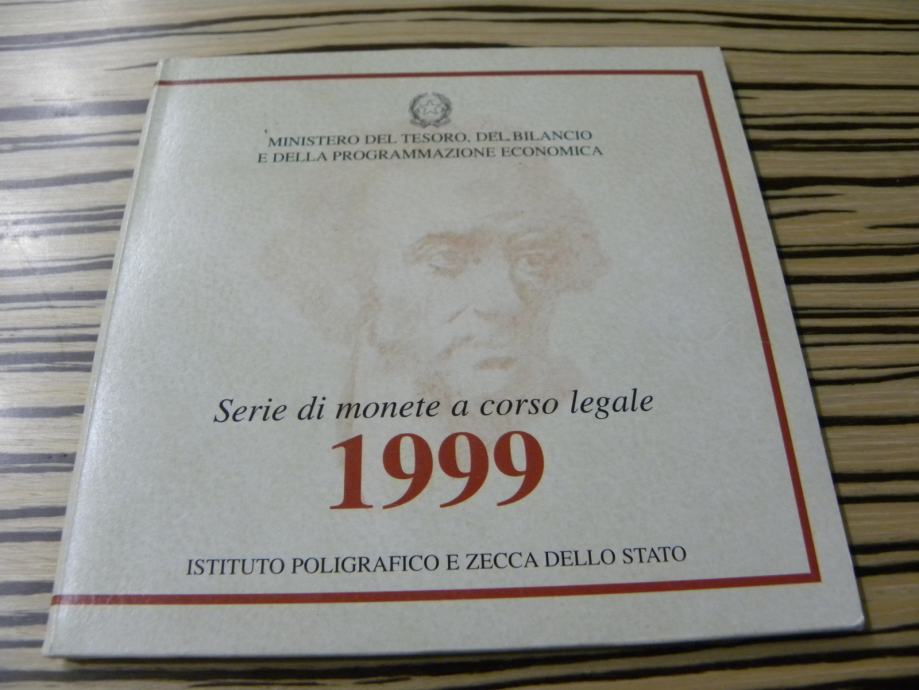 MINISTERO DEL TESORO, DEL BILANCIO
E DELLA PROGRAMMAZIONE ECONOMICA
Serie di monete a corso legale
1999
ISTITUTO POLIGRAFICO E ZECCA DELLO STATO